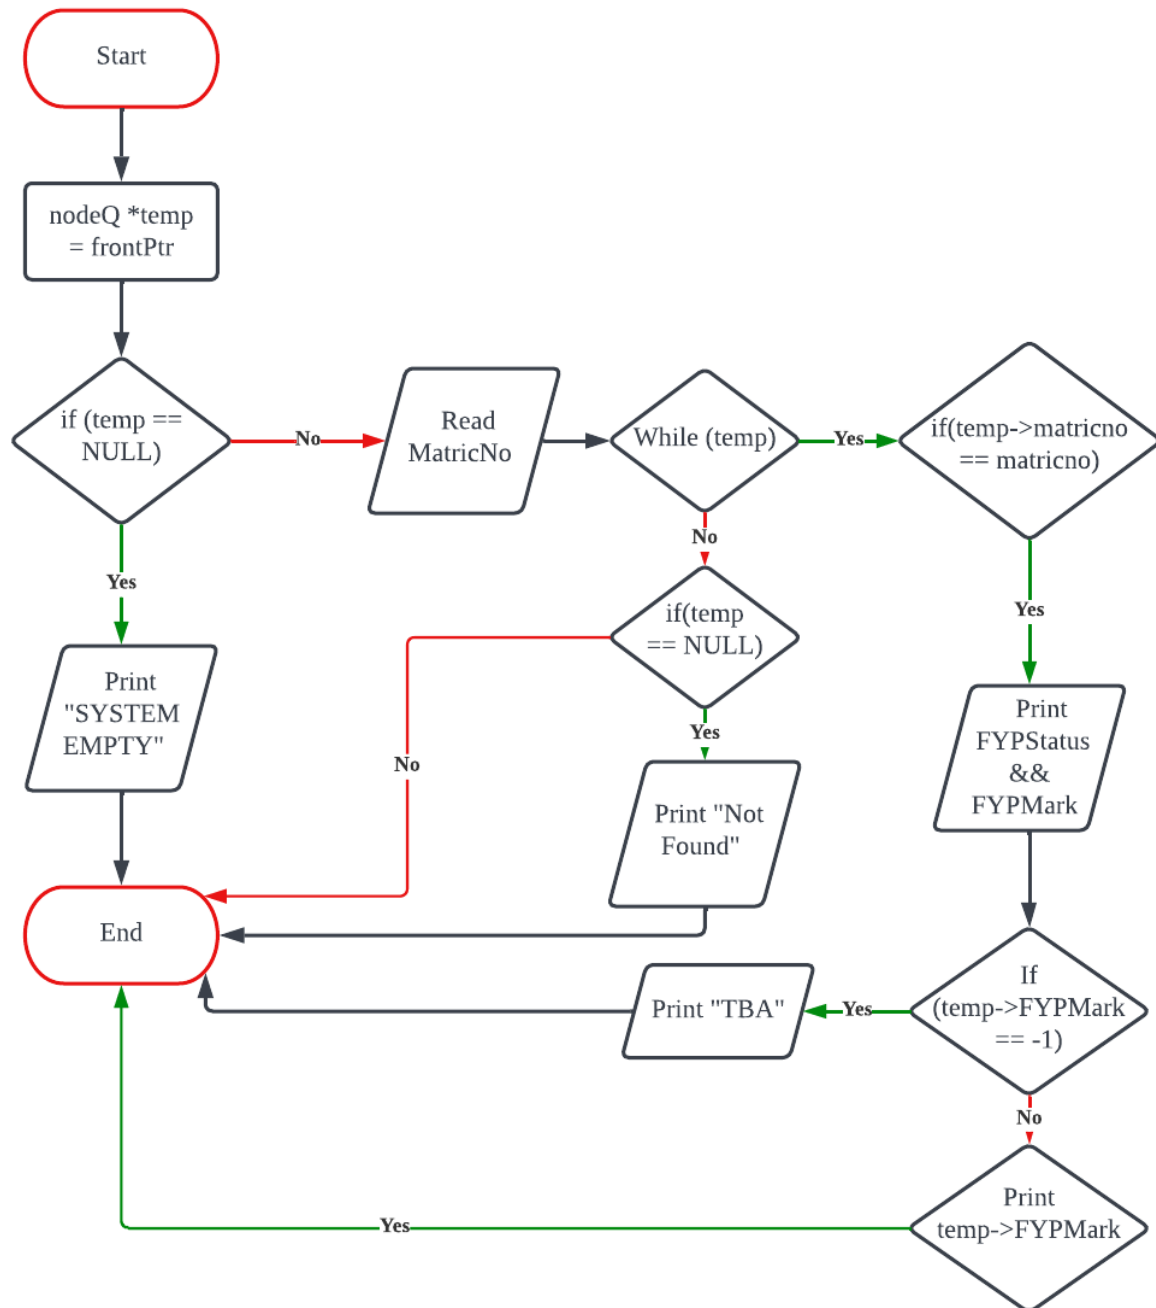 Start
nodeQ *temp
= frontPtr
if (temp ==
NULL)
No
Read
MatricNo
While (temp)
Yes
if(temp->matricno
== matricno)
No
Yes
Yes
if(temp
== NULL)
Print
"SYSTEM
EMPTY"
Print
FYPStatus
&&
FYPMark
Yes
No
Print "Not
Found"
End
If
(temp->FYPMark
== -1)
Yes
Print "TBA"
No
Print
temp->FYPMark
Yes